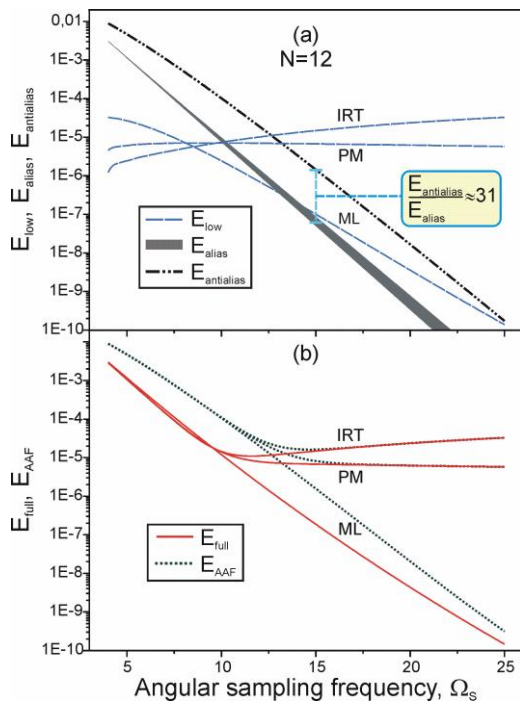 (a)
N=12
0,01
1E-3
1E-4
1E-5
1E-6
1E-7
1E-8
1E-9
1E-10
E_low, E_alias, E_antialias
IRT
PM
ML
E_antialias
E_alias
≈31
E_low
E_alias
E_antialias
(b)
1E-3
1E-4
1E-5
1E-6
1E-7
1E-8
1E-9
1E-10
E_full, E_AAF
IRT
PM
ML
E_full
E_AAF
5 10 15 20 25
Angular sampling frequency, Ω_S